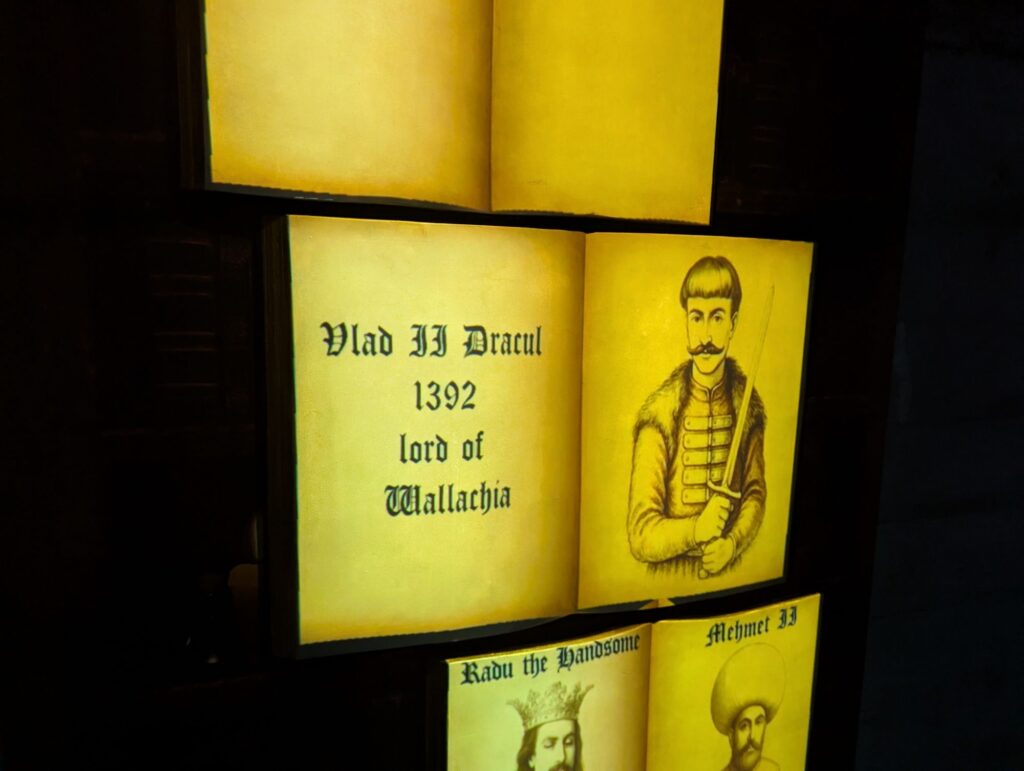 Vlad II Dracul
1392
lord of
Wallachia
Radu the Handsome
Mehmet II